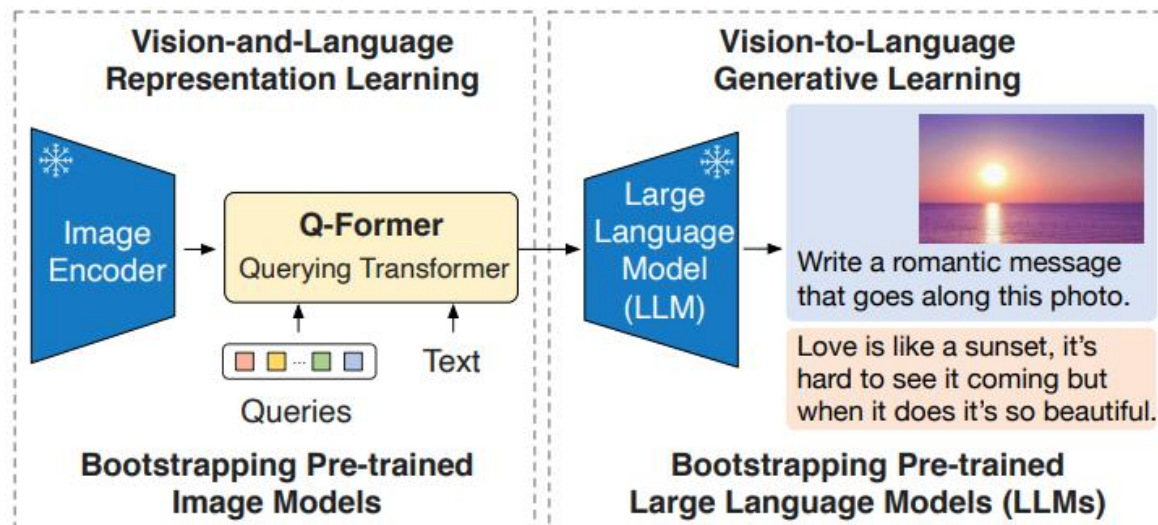 Vision-and-Language
Representation Learning
Image
Encoder
Q-Former
Querying Transformer
...
Queries
Text
Bootstrapping Pre-trained
Image Models
Vision-to-Language
Generative Learning
Large
Language
Model
(LLM)
Write a romantic message
that goes along this photo.
Love is like a sunset, it's
hard to see it coming but
when it does it's so beautiful.
Bootstrapping Pre-trained
Large Language Models (LLMs)